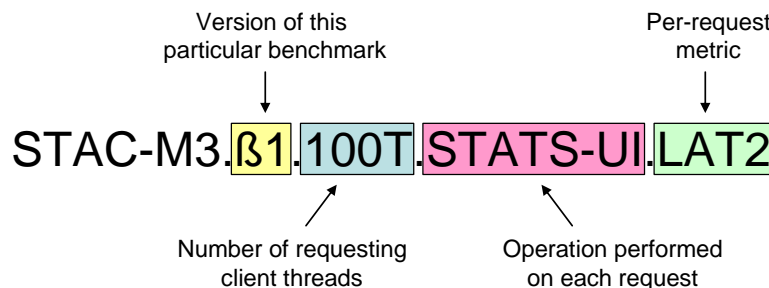 Version of this
particular benchmark
Per-request
metric
STAC-M3.ß1.100T.STATS-UI.LAT2
Number of requesting
client threads
Operation performed
on each request